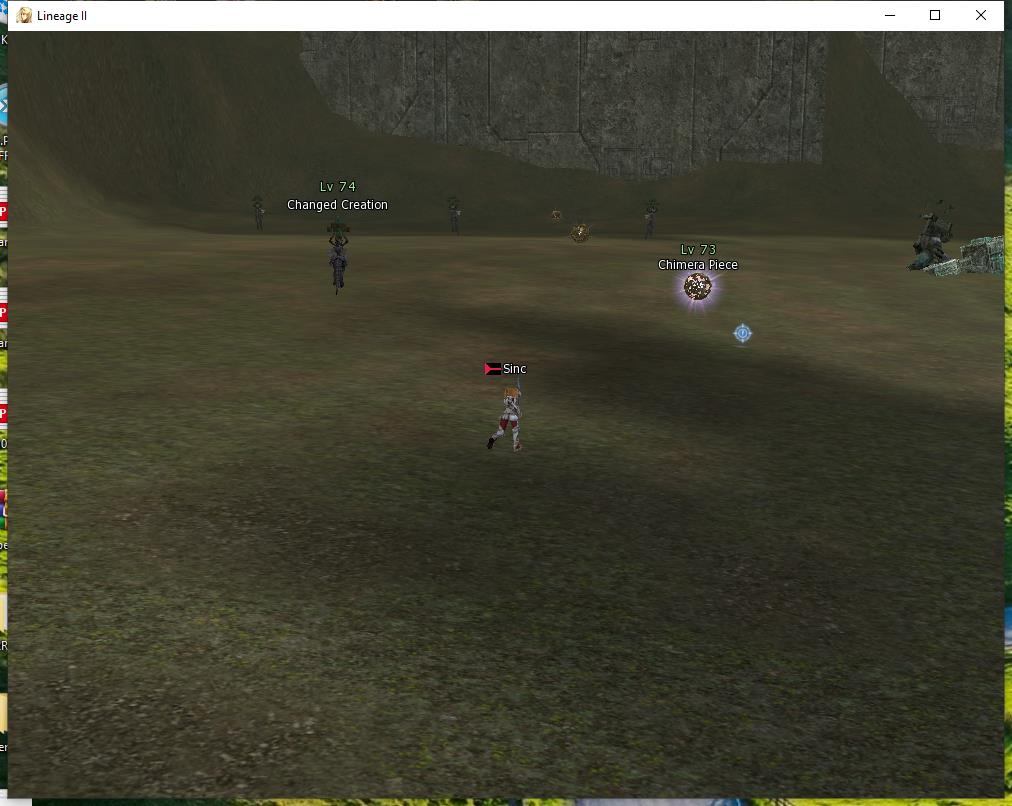 Lineage II
Lv 74
Changed Creation
Lv 73
Chimera Piece
Sinc